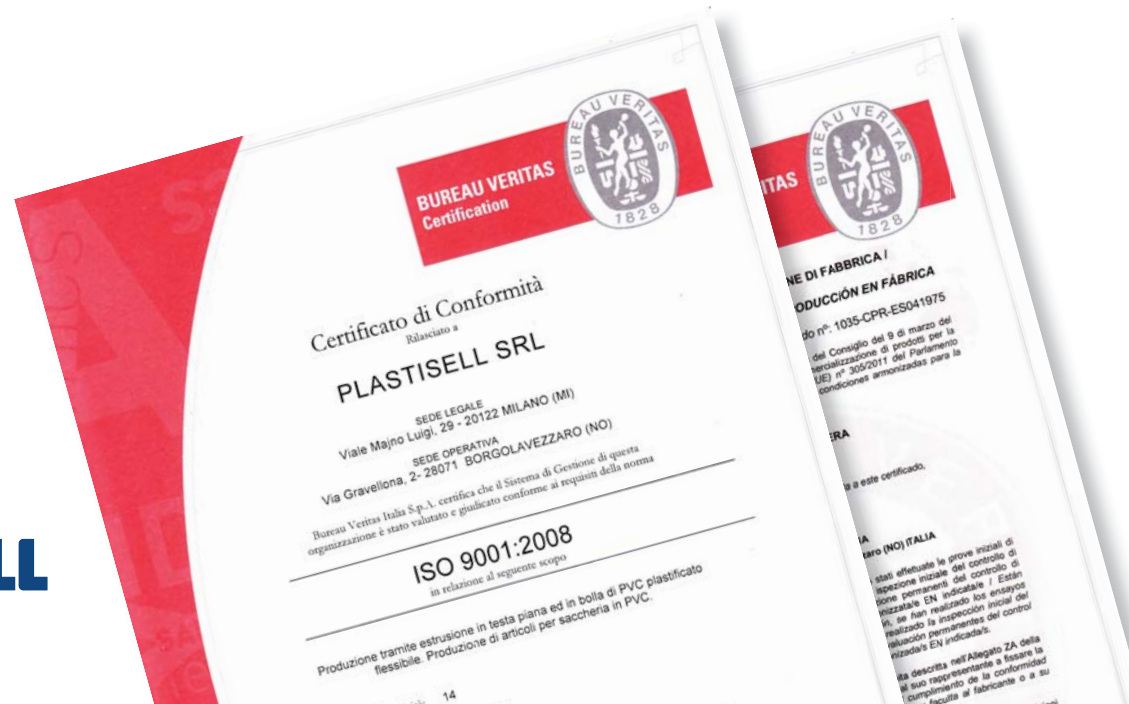 BUREAU VERITAS
Certification
BUREAU VERITAS
1828
Certificato di Conformità
Rilasciato a
PLASTISELL SRL
SEDE LEGALE
Viale Majno Luigi, 29 - 20122 MILANO (MI)
SEDE OPERATIVA
Via Gravellona, 2- 28071 BORGOLAVEZZARO (NO)
Bureau Veritas Italia S.p.A. certifica che il Sistema di Gestione di questa
organizzazione è stato valutato e giudicato conforme ai requisiti della norma
ISO 9001:2008
in relazione al seguente scopo
Produzione tramite estrusione in testa piana ed in bolla di PVC plastificato
flessibile. Produzione di articoli per saccheria in PVC.
14
LL
ITAS
BUREAU VERITAS
1828
NE DI FABBRICA /
ODUCCIÓN EN FÁBRICA
do nº: 1035-CPR-ES041975
del Consiglio del 9 di marzo del
mercializzazione di prodotti per la
UE) nº 305/2011 del Parlamento
condiciones armonizadas para la
ERA
a a este certificado,
IA
taro (NO) ITALIA
stati effettuate le prove iniziali di
ispezione iniziale del controllo di
zione permanenti del controllo di
nizzata/e EN indicata/e / Están
n, se han realizado los ensayos
realizado la inspección inicial del
valuación permanentes del control
nizada/s EV indicada/s.
ita descritta nell'Allegato ZA della
al suo rappresentante a fissare la
cumplimiento de la conformidad
faculta al fabricante o a su